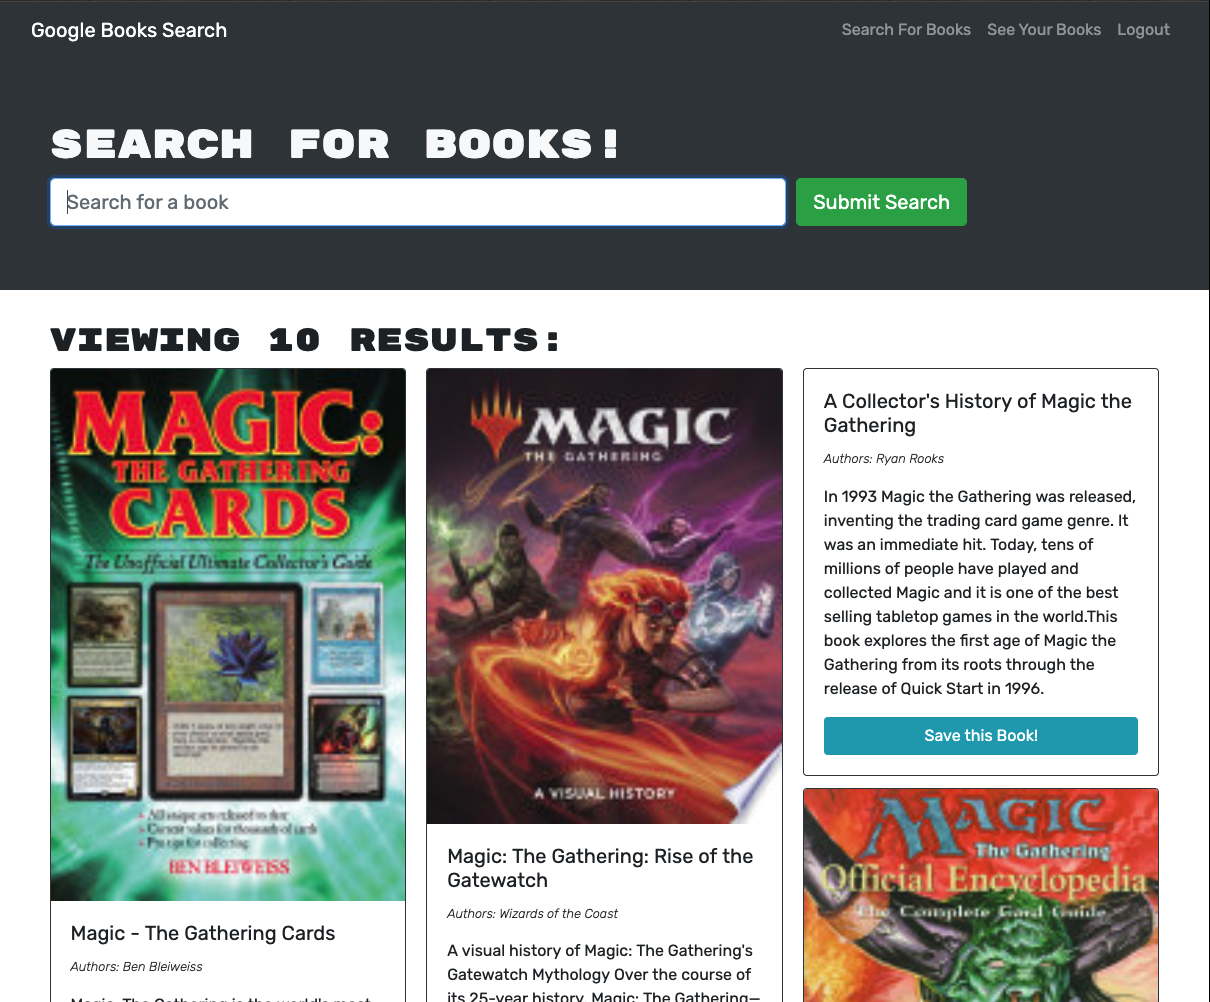 Google Books Search
Search For Books
See Your Books
Logout
SEARCH FOR BOOKS!
Search for a book
Submit Search
VIEWING 10 RESULTS:
MAGIC:
THE GATHERING
CARDS
The Unofficial Ultimate Collector's Guide
• All unique sets released to date
• Current values for thousands of cards
• Pro tips for collecting
BEN BLEIWEISS
Magic - The Gathering Cards
Authors: Ben Bleiweiss
Magic, The Gathering is the world's most
MAGIC
THE GATHERING
A VISUAL HISTORY
Magic: The Gathering: Rise of the
Gatewatch
Authors: Wizards of the Coast
A visual history of Magic: The Gathering's
Gatewatch Mythology Over the course of
its 25-year history, Magic: The Gathering—
A Collector's History of Magic the
Gathering
Authors: Ryan Rooks
In 1993 Magic the Gathering was released,
inventing the trading card game genre. It
was an immediate hit. Today, tens of
millions of people have played and
collected Magic and it is one of the best
selling tabletop games in the world.This
book explores the first age of Magic the
Gathering from its roots through the
release of Quick Start in 1996.
Save this Book!
MAGIC
The Gathering
Official Encyclopedia
The Complete Card Guide